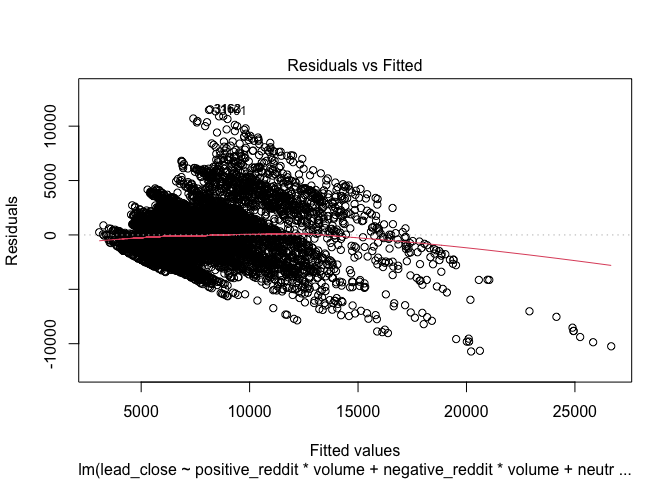 Residuals vs Fitted
Residuals
10000
5000
0
-10000
5000
10000
15000
20000
25000
Fitted values
lm(lead_close ~ positive_reddit * volume + negative_reddit * volume + neutr ...